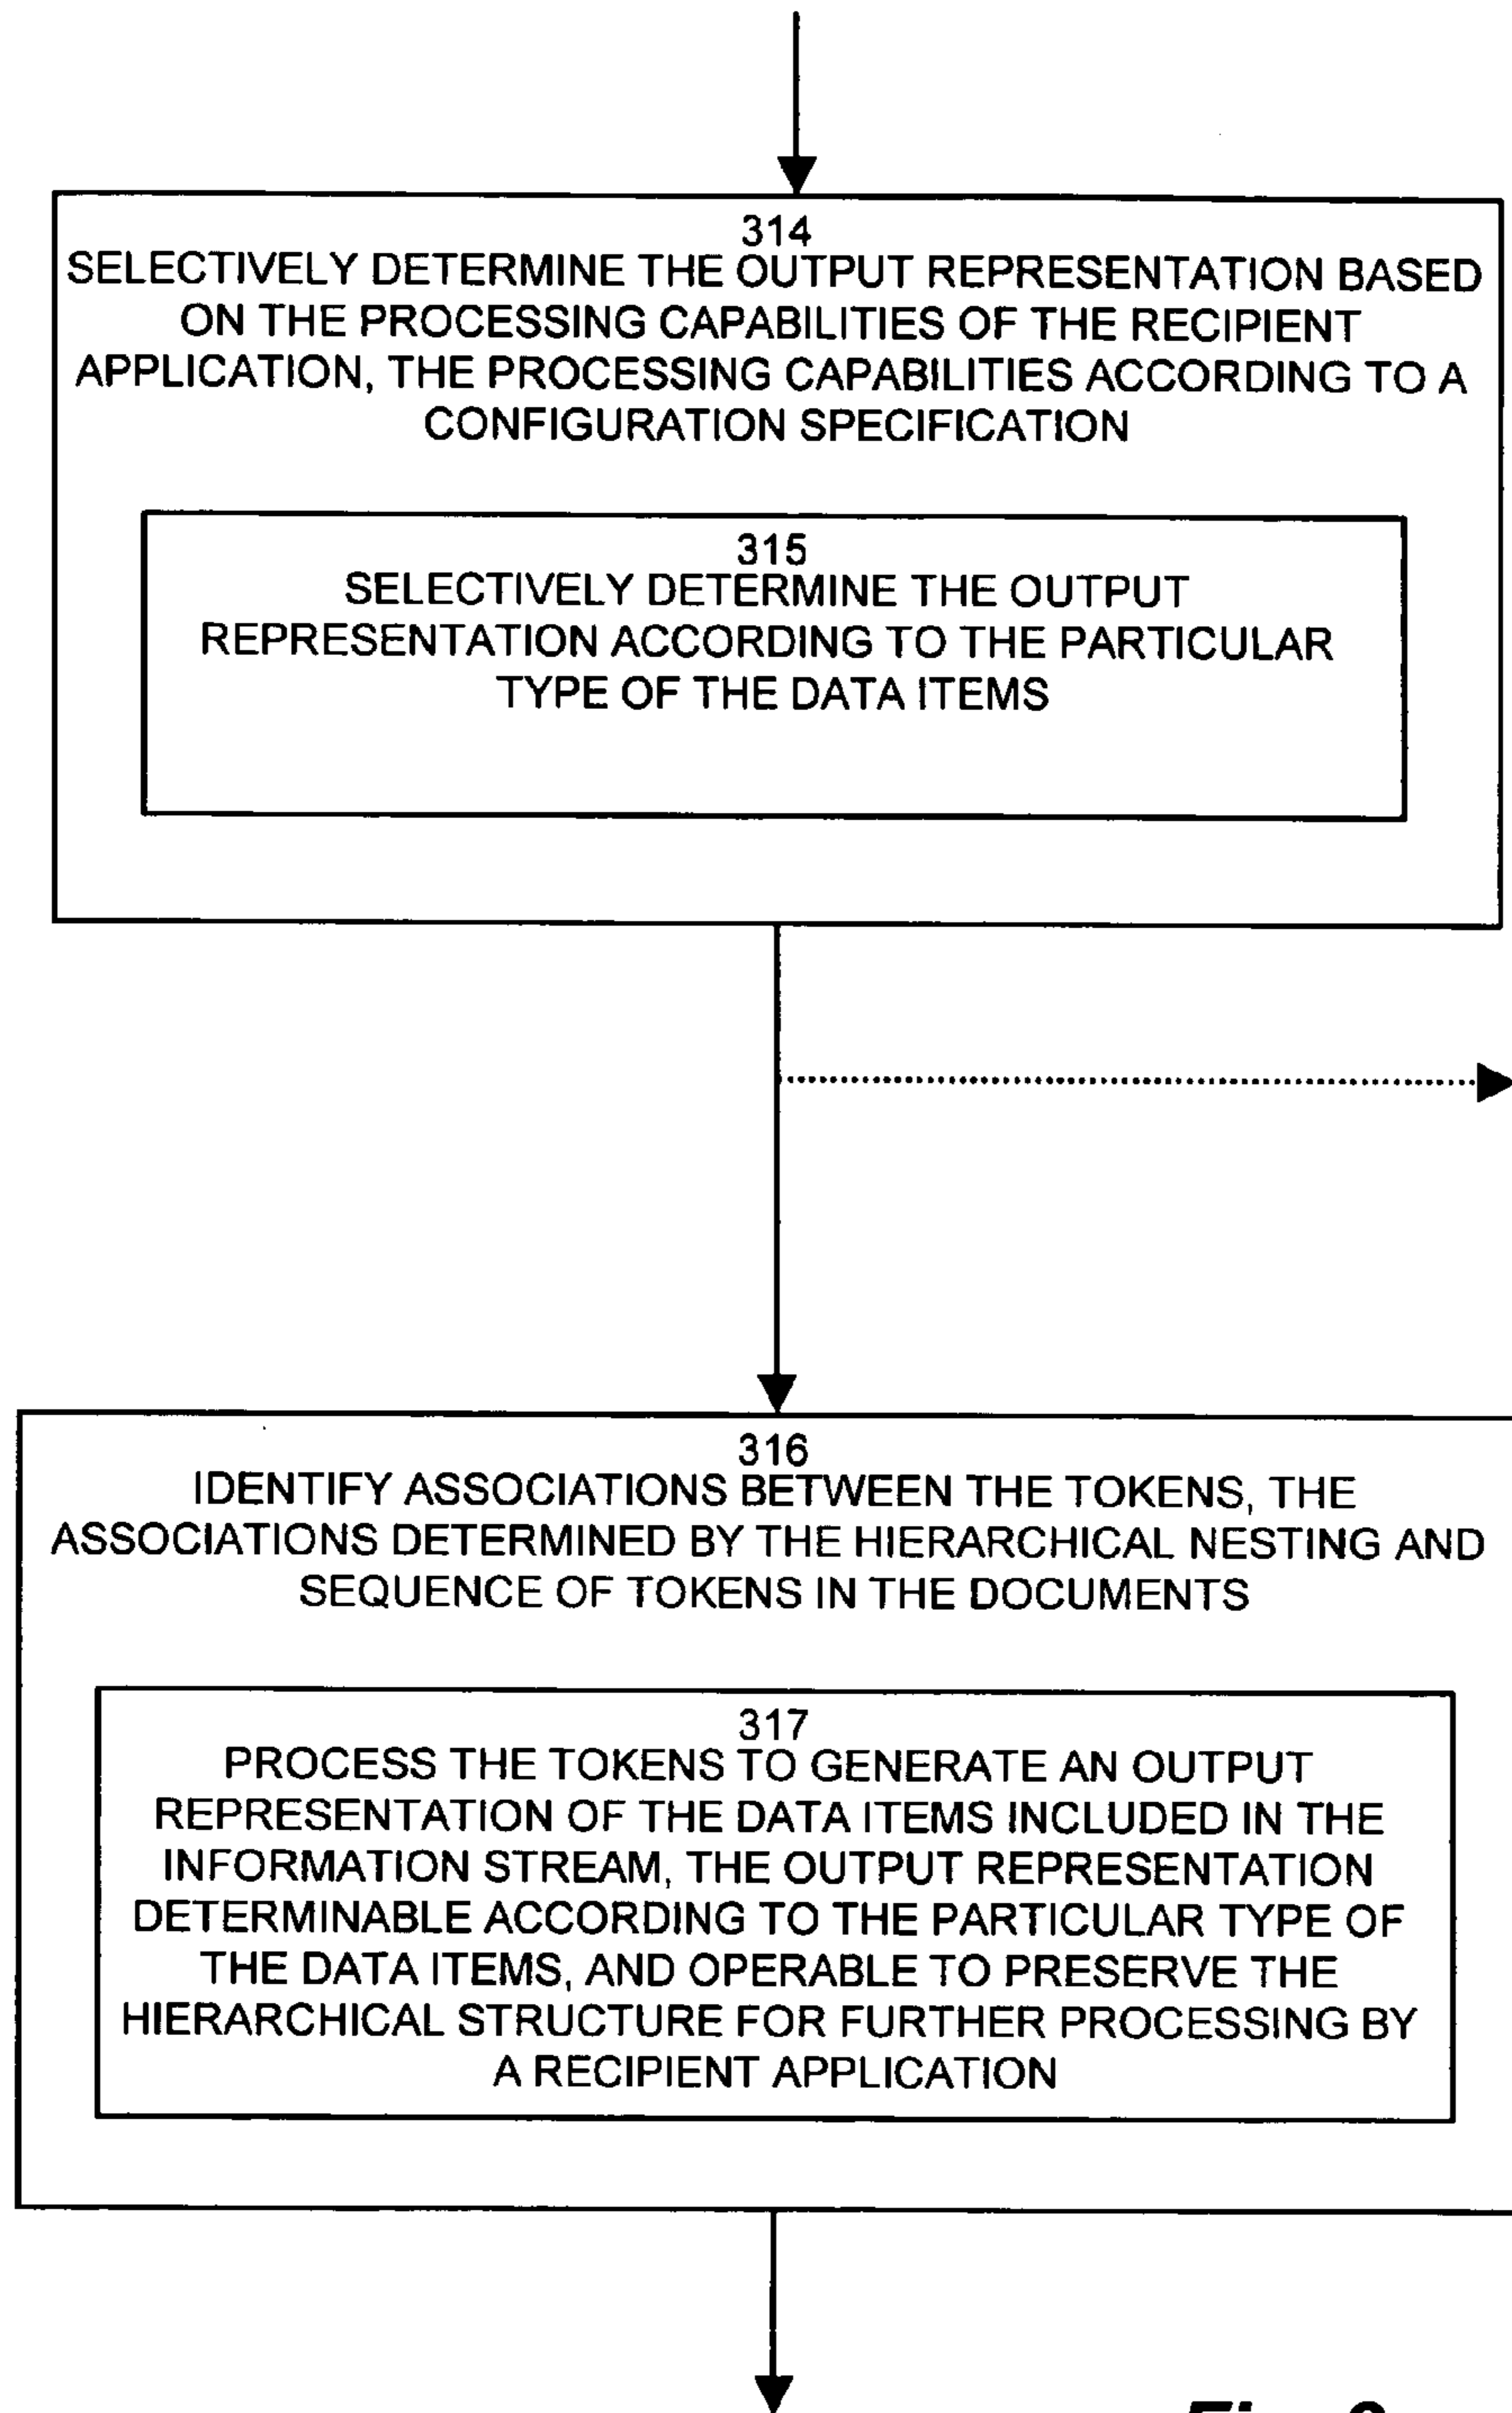 314
SELECTIVELY DETERMINE THE OUTPUT REPRESENTATION BASED
ON THE PROCESSING CAPABILITIES OF THE RECIPIENT
APPLICATION, THE PROCESSING CAPABILITIES ACCORDING TO A
CONFIGURATION SPECIFICATION
315
SELECTIVELY DETERMINE THE OUTPUT
REPRESENTATION ACCORDING TO THE PARTICULAR
TYPE OF THE DATA ITEMS
316
IDENTIFY ASSOCIATIONS BETWEEN THE TOKENS, THE
ASSOCIATIONS DETERMINED BY THE HIERARCHICAL NESTING AND
SEQUENCE OF TOKENS IN THE DOCUMENTS
317
PROCESS THE TOKENS TO GENERATE AN OUTPUT
REPRESENTATION OF THE DATA ITEMS INCLUDED IN THE
INFORMATION STREAM, THE OUTPUT REPRESENTATION
DETERMINABLE ACCORDING TO THE PARTICULAR TYPE OF
THE DATA ITEMS, AND OPERABLE TO PRESERVE THE
HIERARCHICAL STRUCTURE FOR FURTHER PROCESSING BY
A RECIPIENT APPLICATION